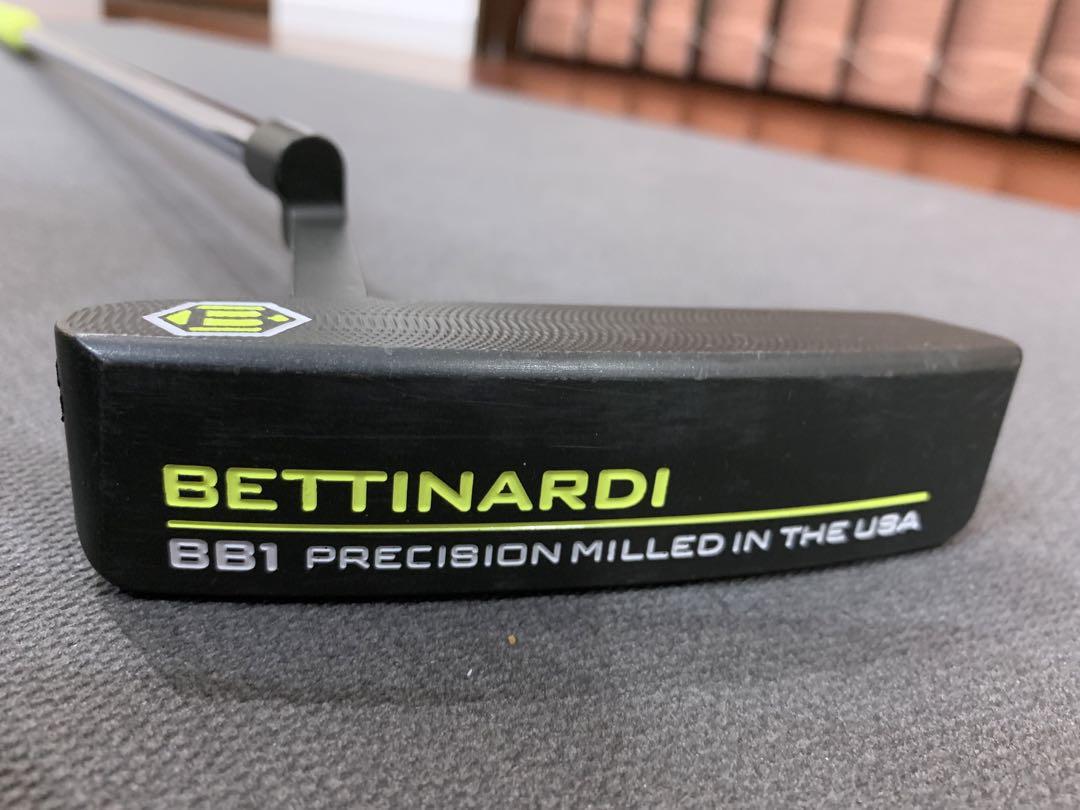 BETTINARDI
BB1 PRECISION MILLED IN THE USA